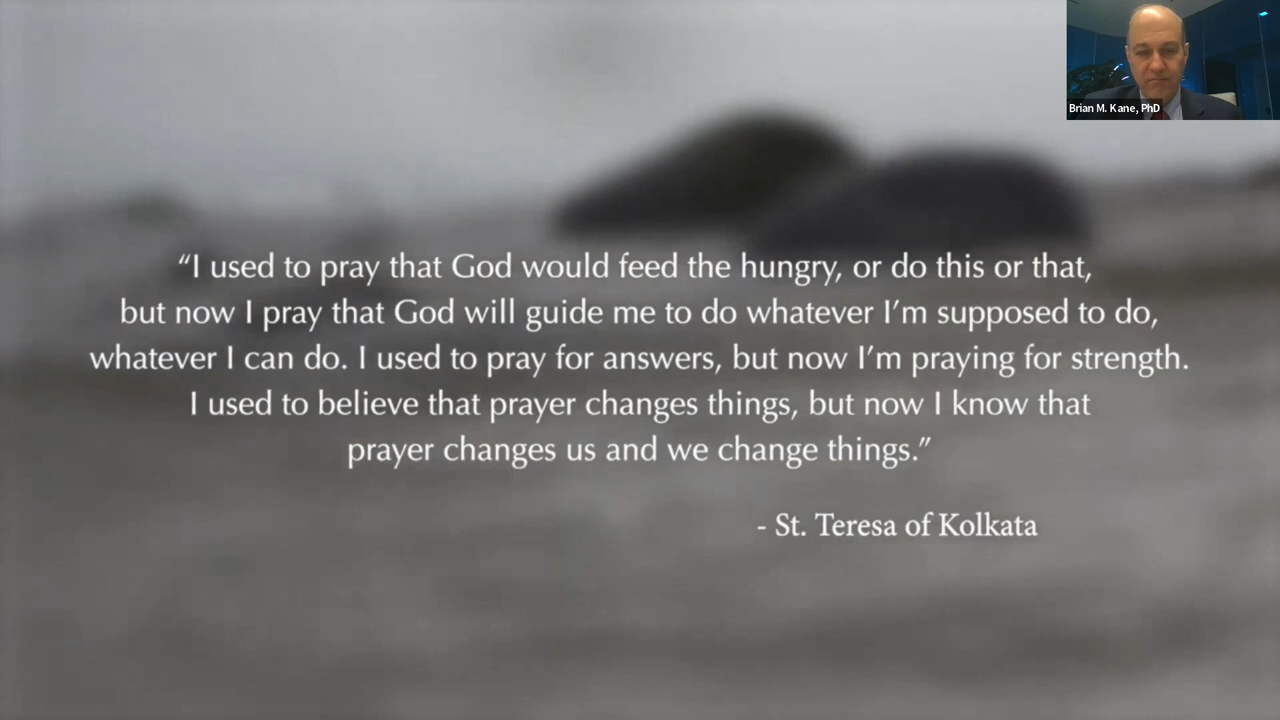 Brian M. Kane, PhD
“I used to pray that God would feed the hungry, or do this or that,
but now I pray that God will guide me to do whatever I’m supposed to do,
whatever I can do. I used to pray for answers, but now I’m praying for strength.
I used to believe that prayer changes things, but now I know that
prayer changes us and we change things.”
- St. Teresa of Kolkata